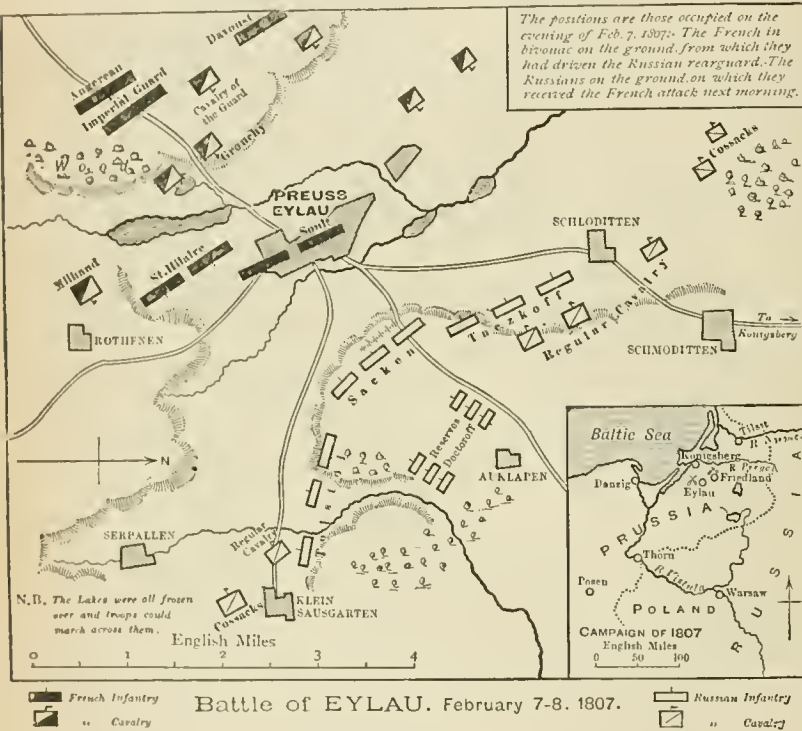 The positions are those occupied on the
evening of Feb. 7. 1807:- The French in
bivouac on the ground, from which they
had driven the Russian rearguard.-The
Russians on the ground, on which they
received the French attack next morning.
Davoust
Augereau
Imperial Guard
Cavalry of
the Guard
Grouchy
Cossacks
W
PREUSS
EYLAU
Soult
St. Hilaire
Milhaud
SCHLODITTEN
Regular Cavalry
Tutzkoff
Sacken
To
Königsberg
SCHMODITTEN
ROTHENEN
Reserves
Doctoroff
AUKLAPEN
N
Tolstoi
SERPALLEN
Regular
Cavalry
N.B. The Lakes were all frozen
over and troops could
march across them.
Cossacks
KLEIN
SAUSGARTEN
English Miles
0 1 2 3 4
Baltic Sea
Tilsit
Konigsberg
R. Pregel
Danzig
Friedland
Eylau
PRUSSIA
Thorn
R. Vistula
Posen
Warsaw
POLAND
RUSSIA
CAMPAIGN OF 1807
English Miles
0 50 100
French Infantry
" Cavalry
Battle of EYLAU. February 7-8. 1807.
Russian Infantry
" Cavalry